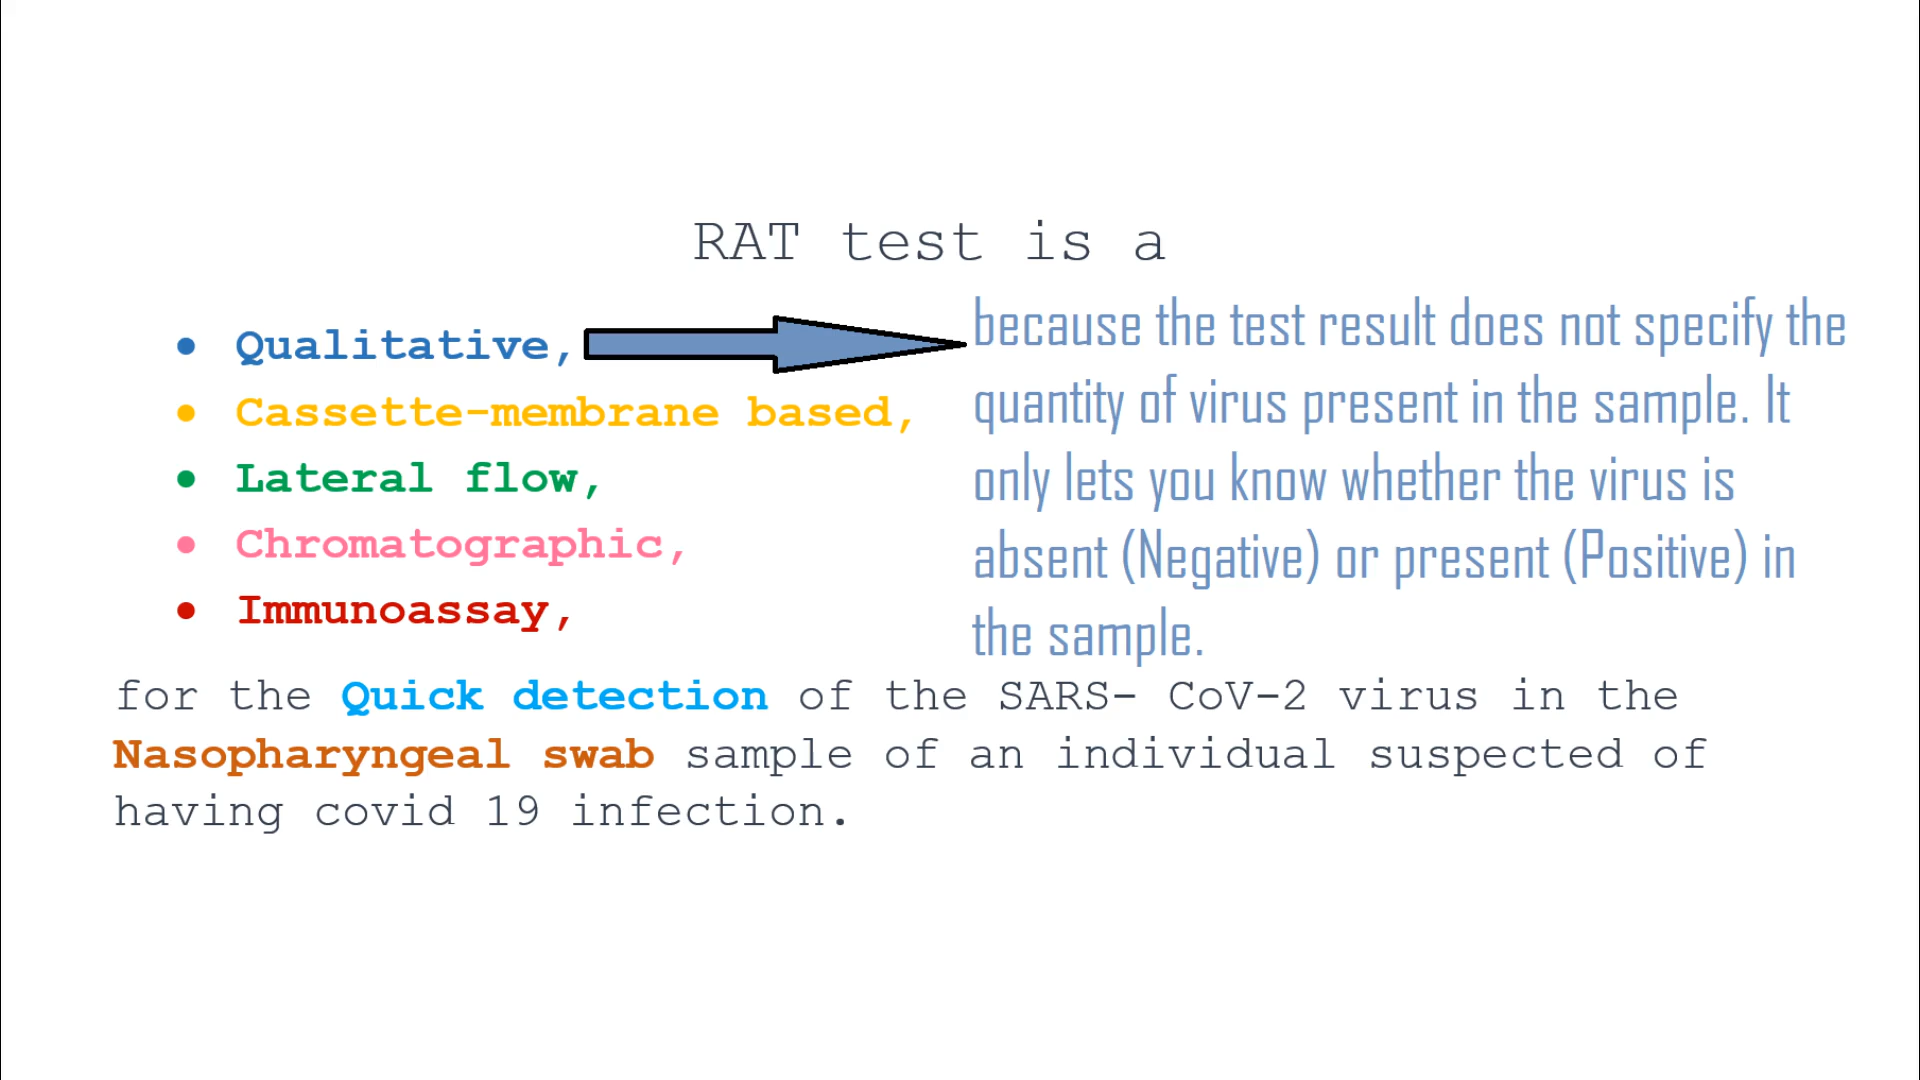 RAT test is a
• Qualitative,
because the test result does not specify the
quantity of virus present in the sample. It
only lets you know whether the virus is
absent (Negative) or present (Positive) in
the sample.
• Cassette-membrane based,
• Lateral flow,
• Chromatographic,
• Immunoassay,
for the Quick detection of the SARS- CoV-2 virus in the
Nasopharyngeal swab sample of an individual suspected of
having covid 19 infection.